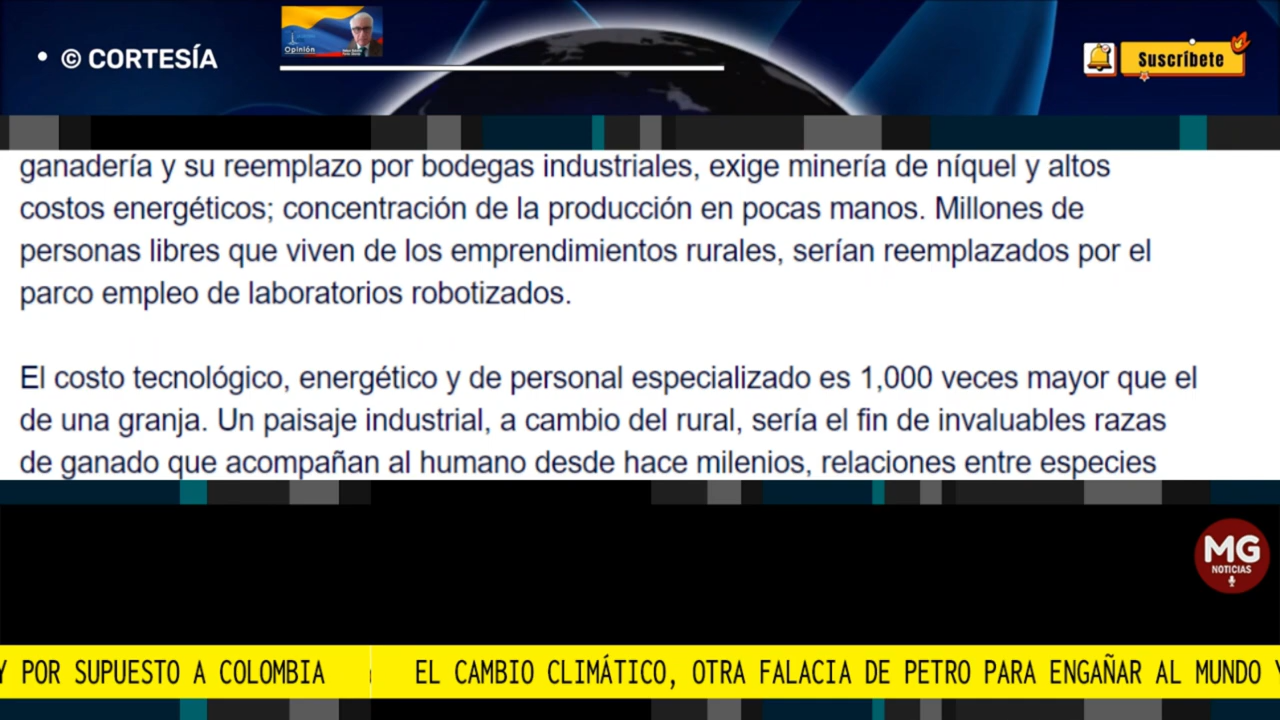 • © CORTESÍA
Opinión
Suscríbete
ganadería y su reemplazo por bodegas industriales, exige minería de níquel y altos
costos energéticos; concentración de la producción en pocas manos. Millones de
personas libres que viven de los emprendimientos rurales, serían reemplazados por el
parco empleo de laboratorios robotizados.
El costo tecnológico, energético y de personal especializado es 1,000 veces mayor que el
de una granja. Un paisaje industrial, a cambio del rural, sería el fin de invaluables razas
de ganado que acompañan al humano desde hace milenios, relaciones entre especies
MG
NOTICIAS
Y POR SUPUESTO A COLOMBIA EL CAMBIO CLIMÁTICO, OTRA FALACIA DE PETRO PARA ENGAÑAR AL MUNDO Y